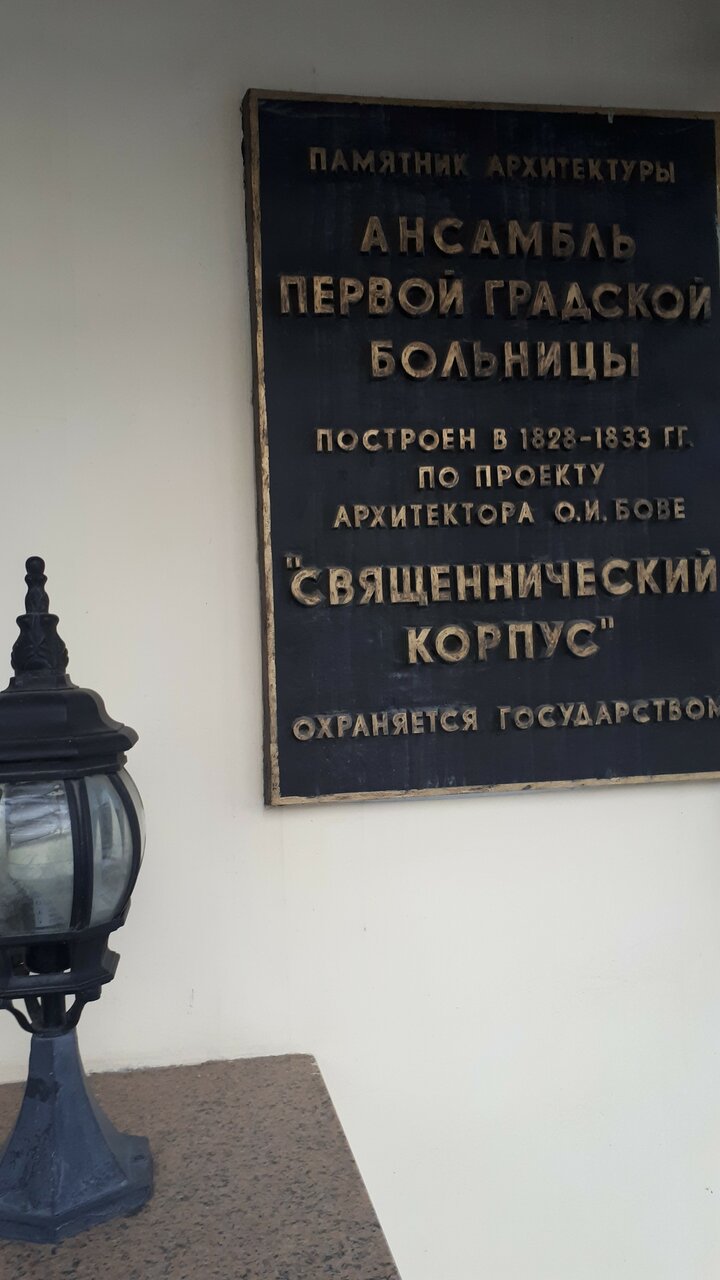 ПАМЯТНИК АРХИТЕКТУРЫ
АНСАМБЛЬ
ПЕРВОЙ ГРАДСКОЙ
БОЛЬНИЦЫ
ПОСТРОЕН В 1828-1833 ГГ.
ПО ПРОЕКТУ
АРХИТЕКТОРА О.И. БОВЕ
"СВЯЩЕННИЧЕСКИЙ
КОРПУС"
ОХРАНЯЕТСЯ ГОСУДАРСТВОМ